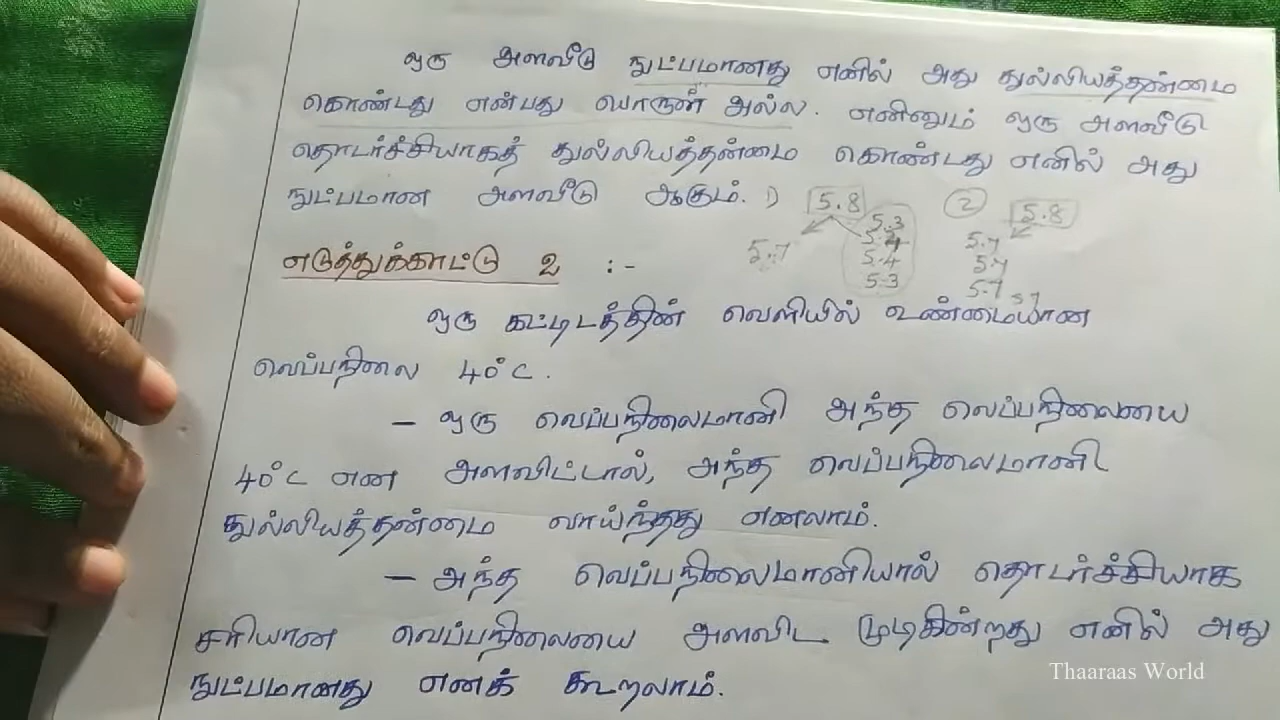 ஒரு அளவீடு நுட்பமானது எனில் அது துல்லியத்தன்மை
கொண்டது என்பது பொருள் அல்ல. எனினும் ஒரு அளவீடு
தொடர்ச்சியாகத் துல்லியத்தன்மை கொண்டது எனில் அது
நுட்பமான அளவீடு ஆகும். 1) 5.8 2 5.8
5.7
5.3
5.4
5.3
5.7
5.7
5.7 5.7
எடுத்துக்காட்டு 2 :-
ஒரு கட்டிடத்தின் வெளியில் உண்மையான
வெப்பநிலை 40°C.
– ஒரு வெப்பநிலைமானி அந்த வெப்பநிலையை
40°C என அளவிட்டால், அந்த வெப்பநிலைமானி
துல்லியத்தன்மை வாய்ந்தது எனலாம்.
– அந்த வெப்பநிலைமானியால் தொடர்ச்சியாக
சரியான வெப்பநிலையை அளவிட முடிகின்றது எனில் அது
நுட்பமானது எனக் கூறலாம்.
Thaaraas World